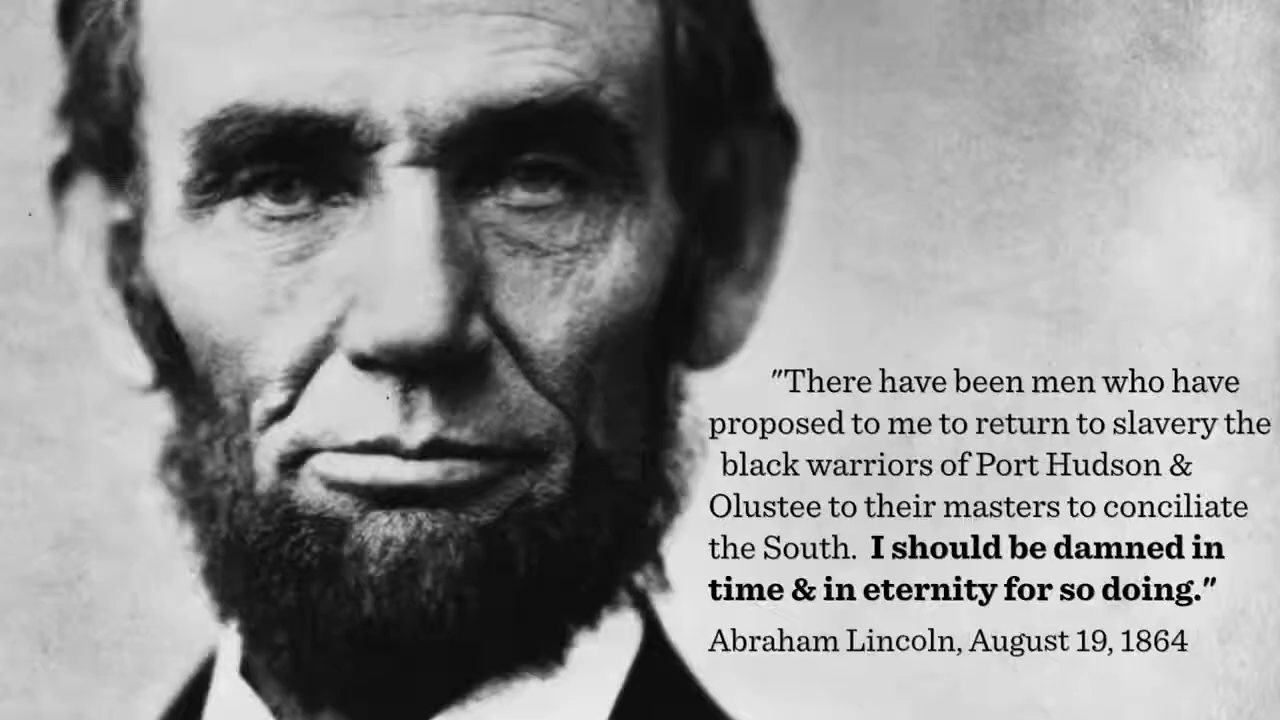 "There have been men who have
proposed to me to return to slavery the
black warriors of Port Hudson &
Olustee to their masters to conciliate
the South. I should be damned in
time & in eternity for so doing."
Abraham Lincoln, August 19, 1864